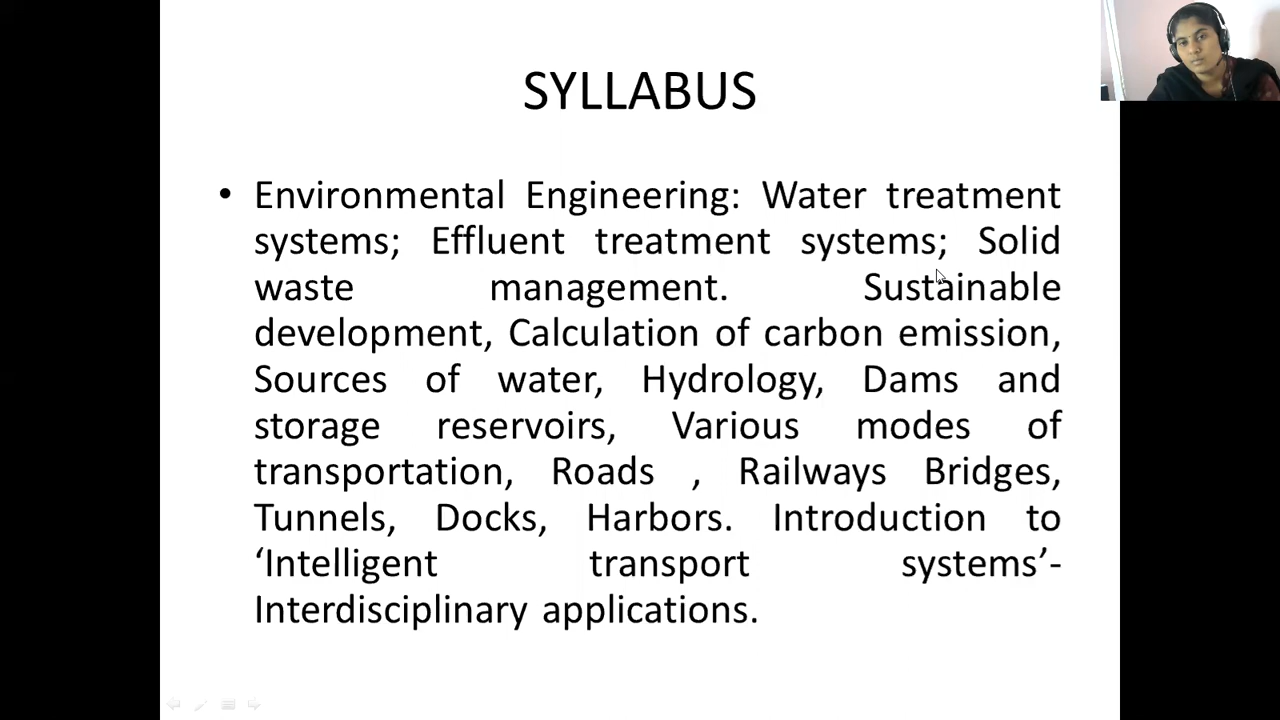 SYLLABUS
• Environmental Engineering: Water treatment
systems; Effluent treatment systems; Solid
waste management. Sustainable
development, Calculation of carbon emission,
Sources of water, Hydrology, Dams and
storage reservoirs, Various modes of
transportation, Roads , Railways Bridges,
Tunnels, Docks, Harbors. Introduction to
‘Intelligent transport systems’-
Interdisciplinary applications.